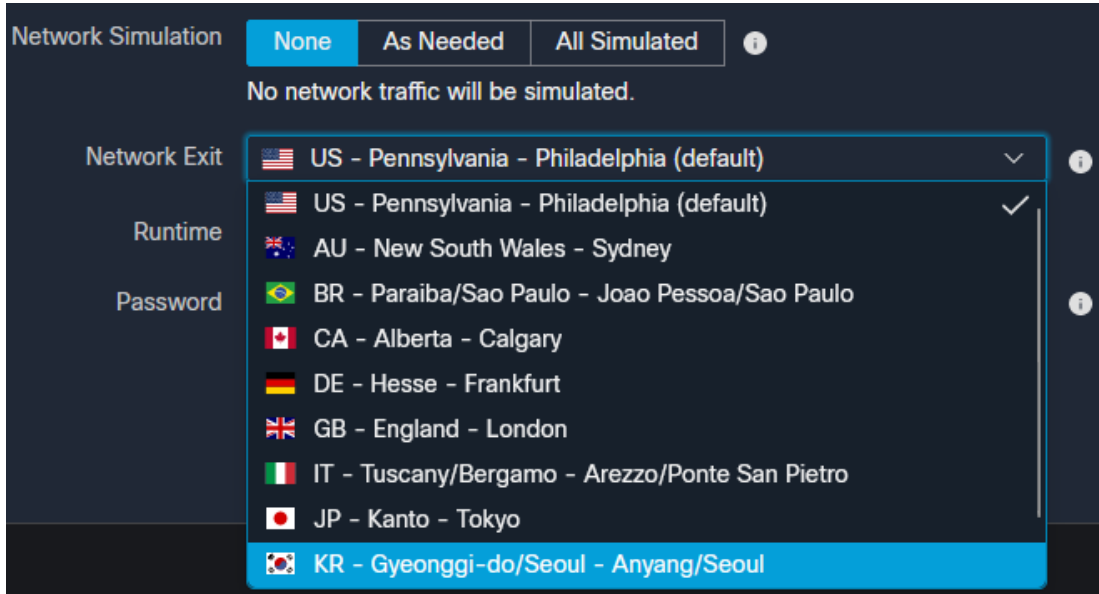 Network Simulation None As Needed All Simulated
No network traffic will be simulated.
Network Exit US - Pennsylvania - Philadelphia (default)
US - Pennsylvania - Philadelphia (default)
Runtime
AU - New South Wales - Sydney
Password
BR - Paraiba/Sao Paulo - Joao Pessoa/Sao Paulo
CA - Alberta - Calgary
DE - Hesse - Frankfurt
GB - England - London
IT - Tuscany/Bergamo - Arezzo/Ponte San Pietro
JP - Kanto - Tokyo
KR - Gyeonggi-do/Seoul - Anyang/Seoul